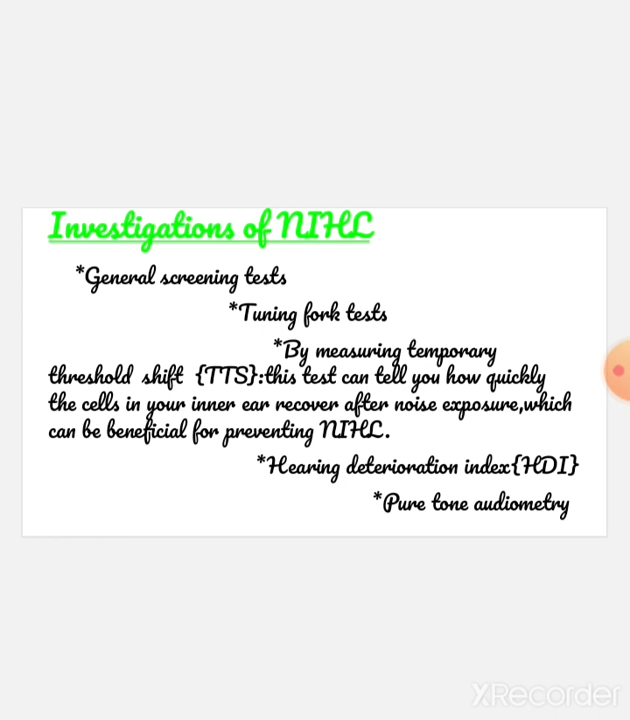 Investigations of NIHL
*General screening tests
*Tuning fork tests
*By measuring temporary
threshold shift {TTS}:this test can tell you how quickly
the cells in your inner ear recover after noise exposure,which
can be beneficial for preventing NIHL.
*Hearing deterioration index{HDI}
*Pure tone audiometry
XRecorder